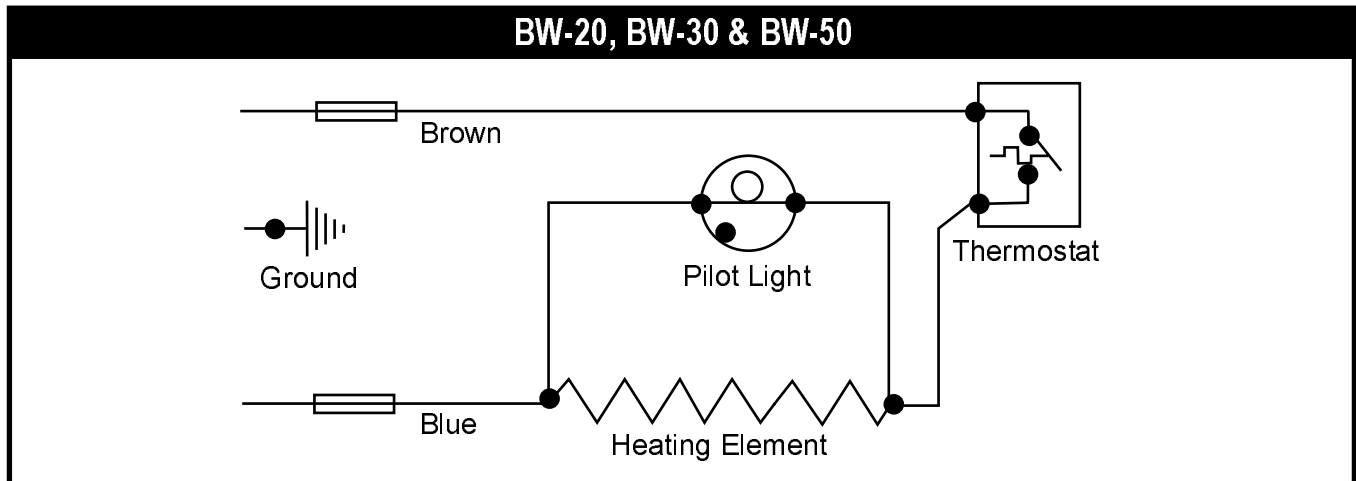 BW-20, BW-30 & BW-50
Brown
Ground
Pilot Light
Thermostat
Blue
Heating Element